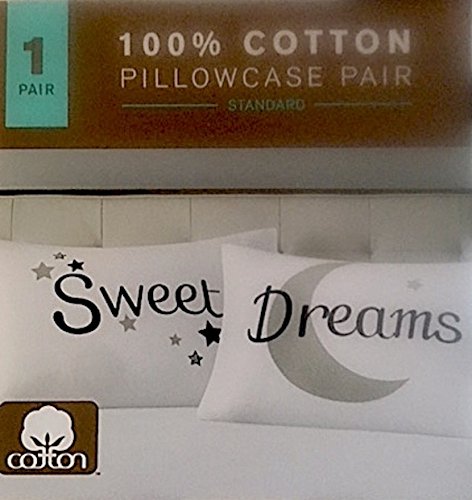 1
PAIR
100% COTTON
PILLOWCASE PAIR
STANDARD
Sweet Dreams
cotton